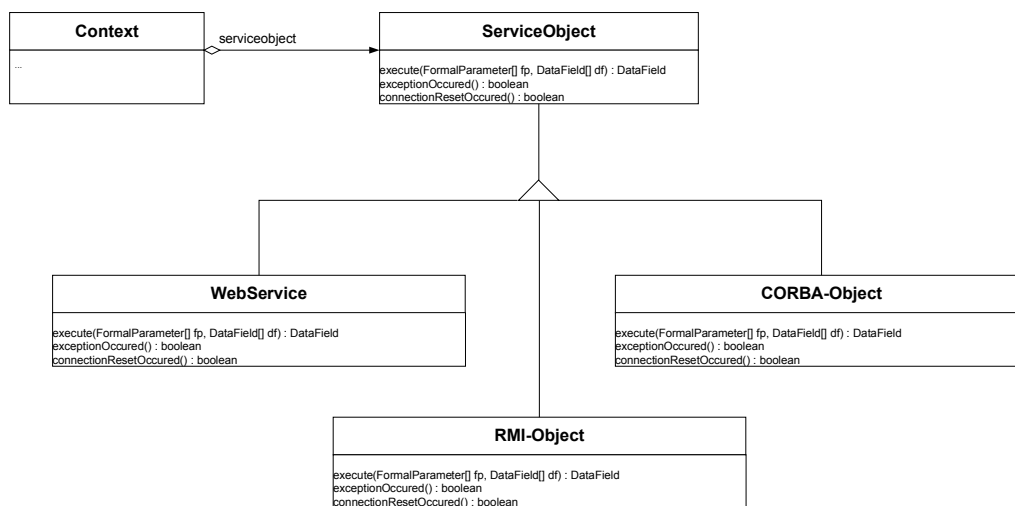 Context
...
serviceobject
ServiceObject
execute(FormalParameter[] fp, DataField[] df) : DataField
exceptionOccured() : boolean
connectionResetOccured() : boolean
WebService
execute(FormalParameter[] fp, DataField[] df) : DataField
exceptionOccured() : boolean
connectionResetOccured() : boolean
CORBA-Object
execute(FormalParameter[] fp, DataField[] df) : DataField
exceptionOccured() : boolean
connectionResetOccured() : boolean
RMI-Object
execute(FormalParameter[] fp, DataField[] df) : DataField
exceptionOccured() : boolean
connectionResetOccured() : boolean